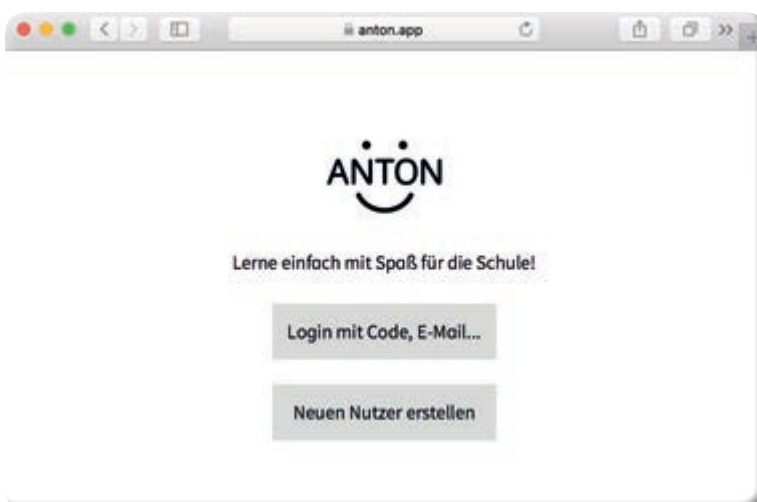 anton.app
ANTON
Lerne einfach mit Spaß für die Schule!
Login mit Code, E-Mail...
Neuen Nutzer erstellen